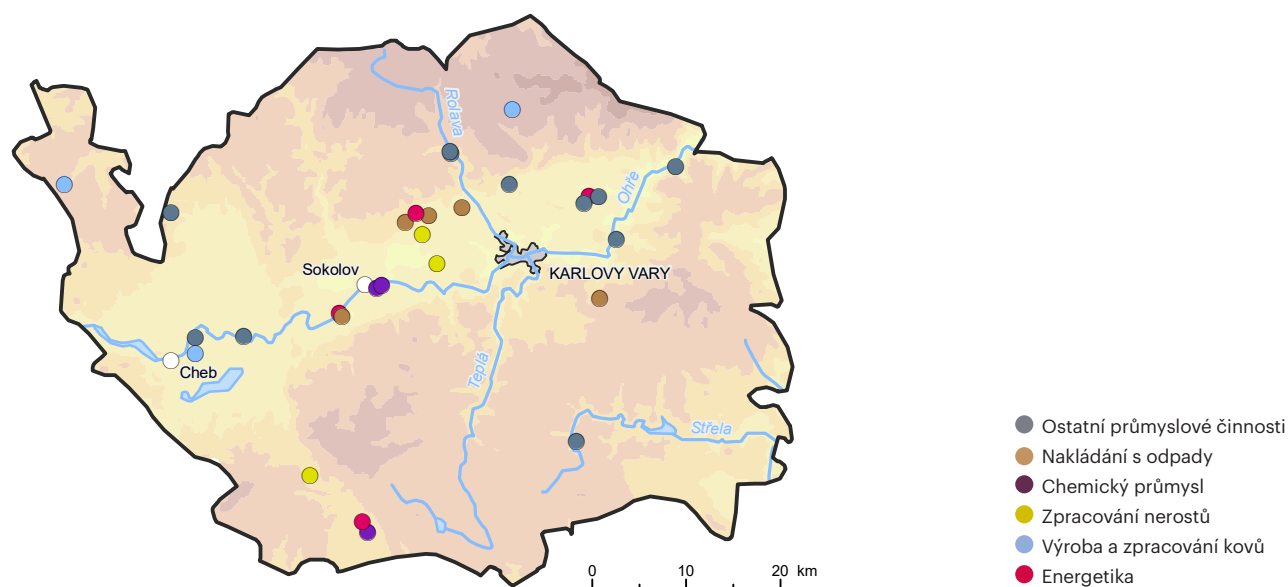 Rolava
Ohře
Sokolov
KARLOVY VARY
Cheb
Teplá
Střela
Ostatní průmyslové činnosti
Nakládání s odpady
Chemický průmysl
Zpracování nerostů
Výroba a zpracování kovů
Energetika
0 10 20 km